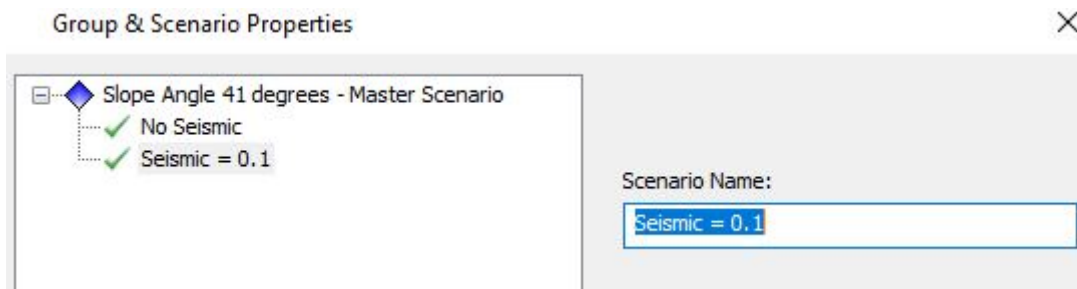 Group & Scenario Properties
Slope Angle 41 degrees - Master Scenario
No Seismic
Seismic = 0.1
Scenario Name:
Seismic = 0.1